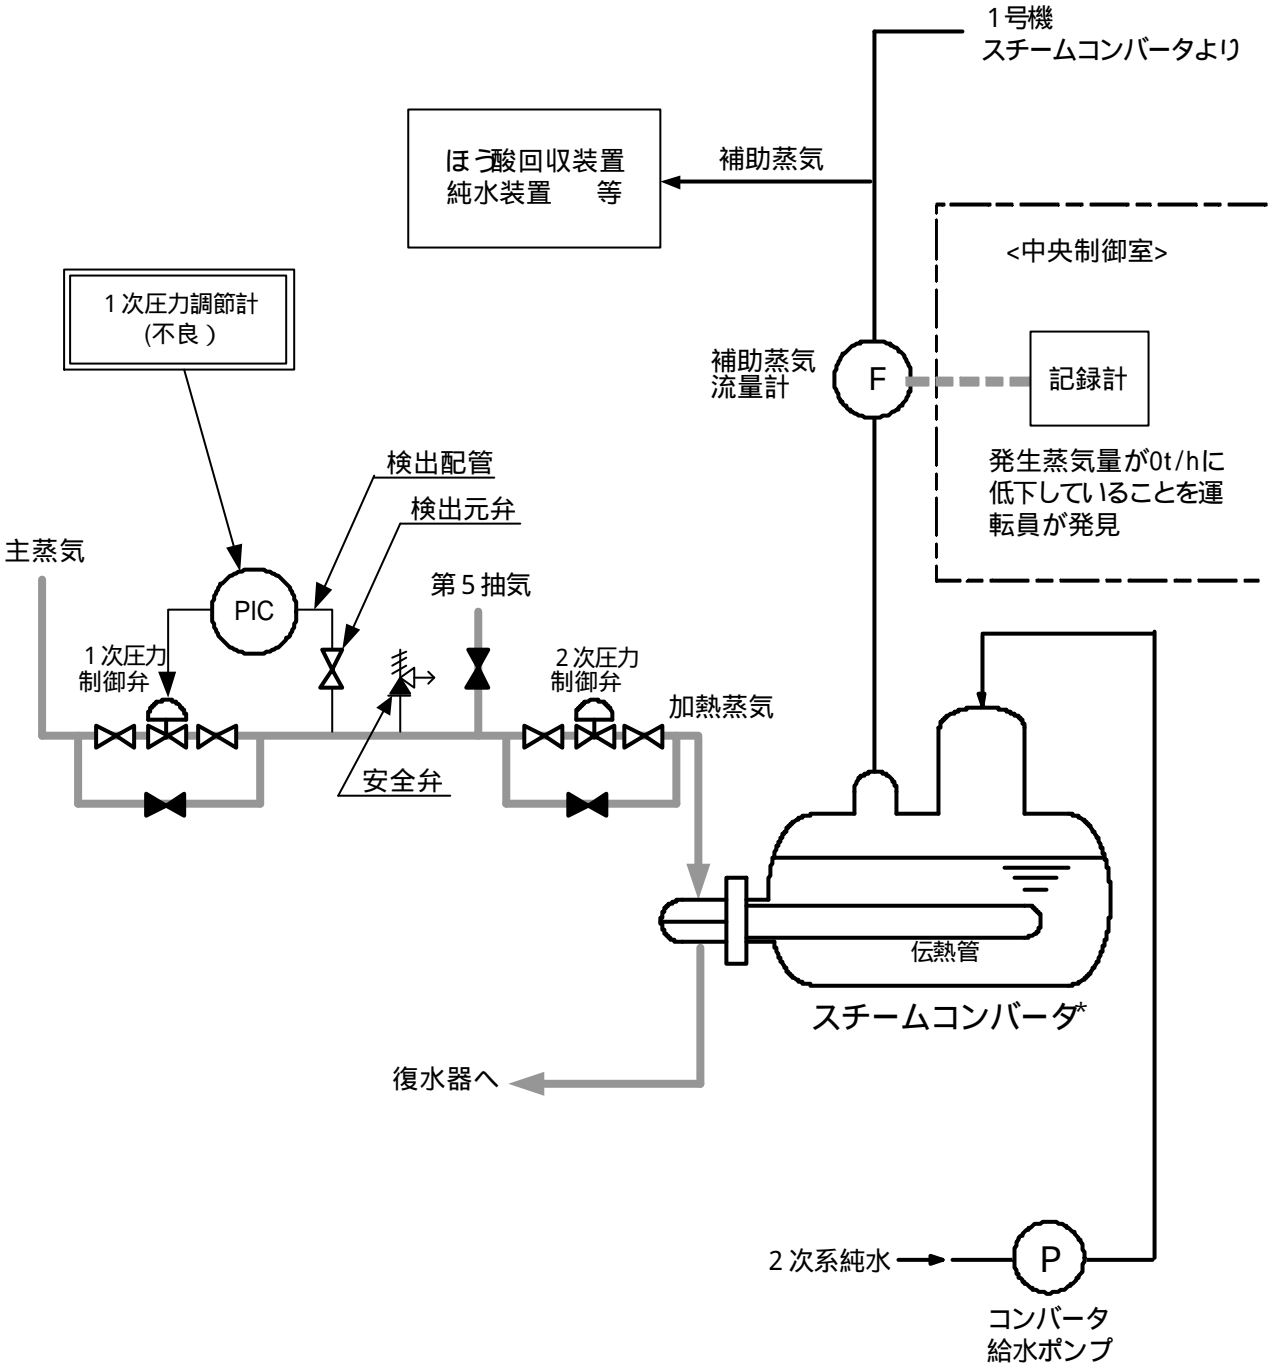 1号機
スチームコンバータより
補助蒸気
ほう酸回収装置
純水装置　等
<中央制御室>
1次圧力調節計
(不良)
補助蒸気
流量計
F
記録計
発生蒸気量が0t/hに
低下していることを運
転員が発見
検出配管
検出元弁
主蒸気
第5抽気
PIC
1次圧力
制御弁
2次圧力
制御弁
加熱蒸気
安全弁
伝熱管
スチームコンバータ*
復水器へ
2次系純水
P
コンバータ
給水ポンプ